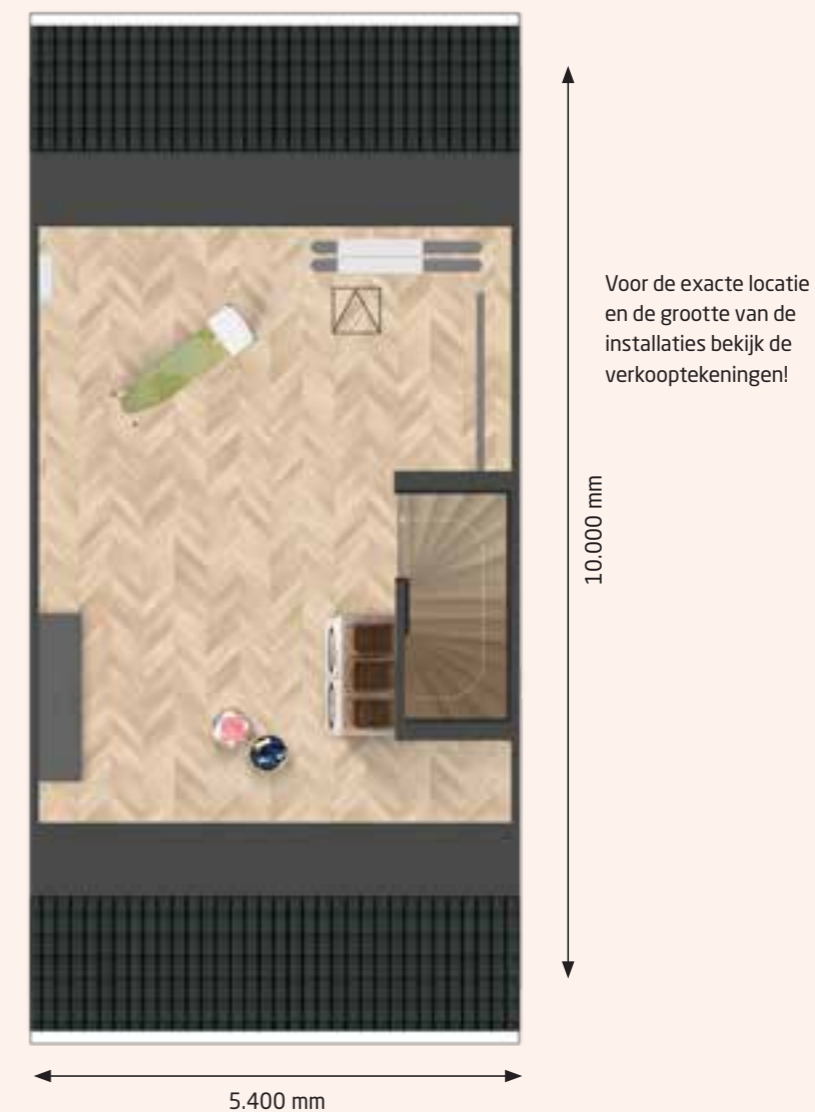 Voor de exacte locatie
en de grootte van de
installaties bekijk de
verkooptekeningen!
10.000 mm
5.400 mm